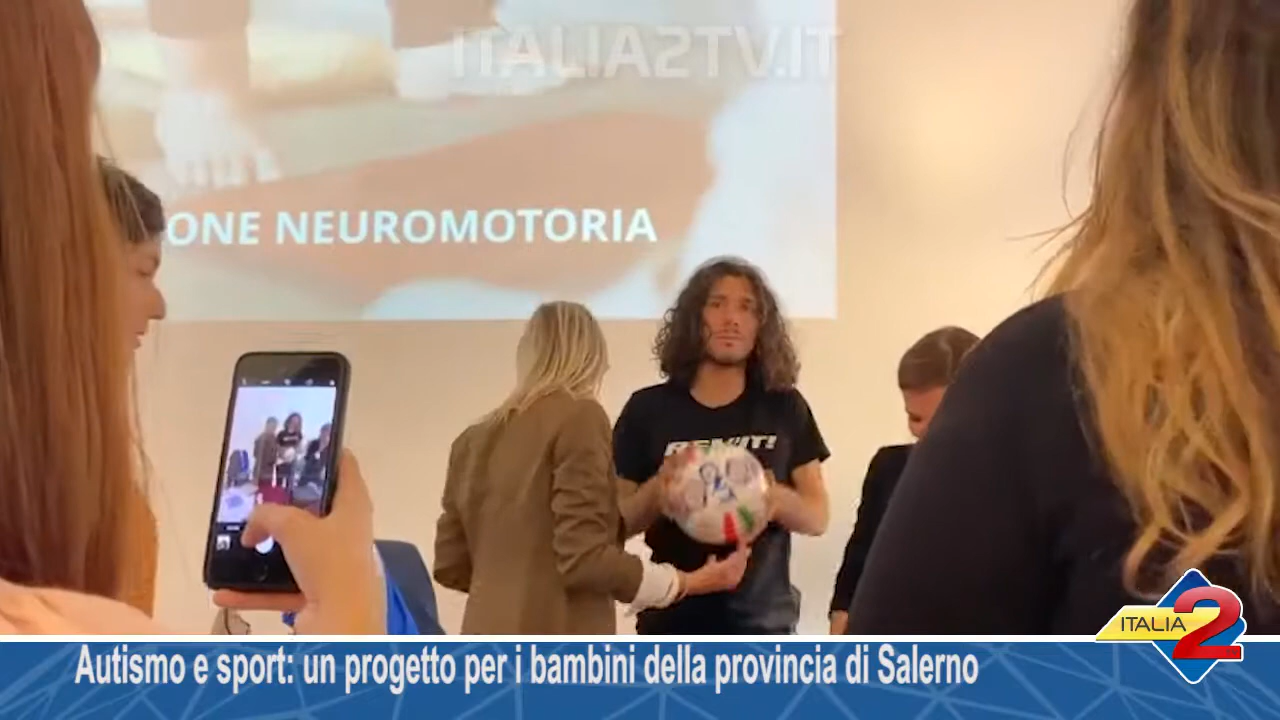 ITALIA2TV.IT
ONE NEUROMOTORIA
ITALIA
2
Autismo e sport: un progetto per i bambini della provincia di Salerno